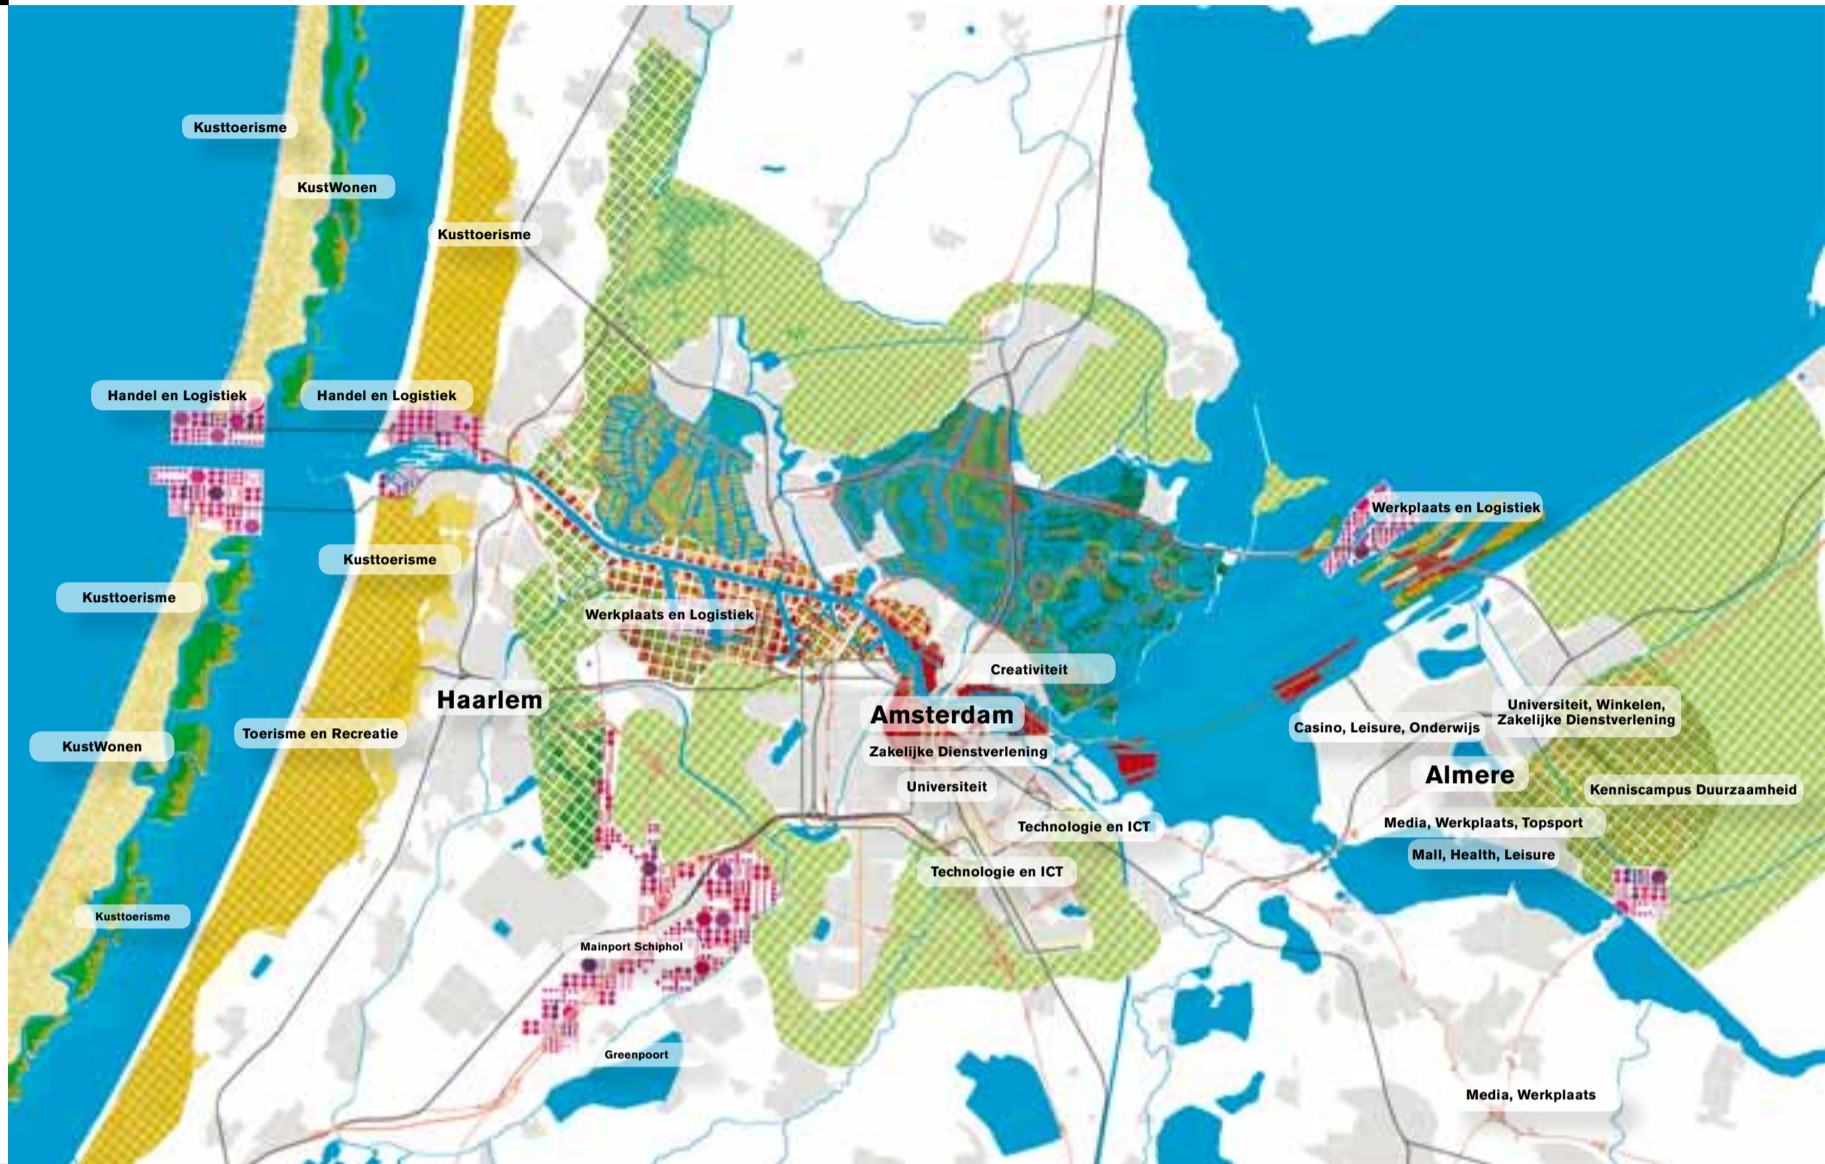 Kusttoerisme
KustWonen
Kusttoerisme
Handel en Logistiek
Handel en Logistiek
Werkplaats en Logistiek
Kusttoerisme
Kusttoerisme
Werkplaats en Logistiek
Creativiteit
Haarlem
Amsterdam
Universiteit, Winkelen,
Zakelijke Dienstverlening
Casino, Leisure, Onderwijs
Toerisme en Recreatie
KustWonen
Zakelijke Dienstverlening
Almere
Universiteit
Kenniscampus Duurzaamheid
Technologie en ICT
Media, Werkplaats, Topsport
Mall, Health, Leisure
Technologie en ICT
Kusttoerisme
Mainport Schiphol
Greenpoort
Media, Werkplaats